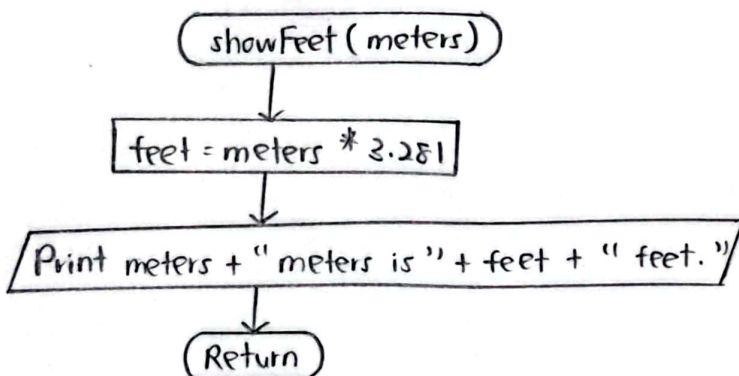 showFeet (meters)
feet = meters * 3.281
Print meters + "meters is" + feet + " feet."
Return